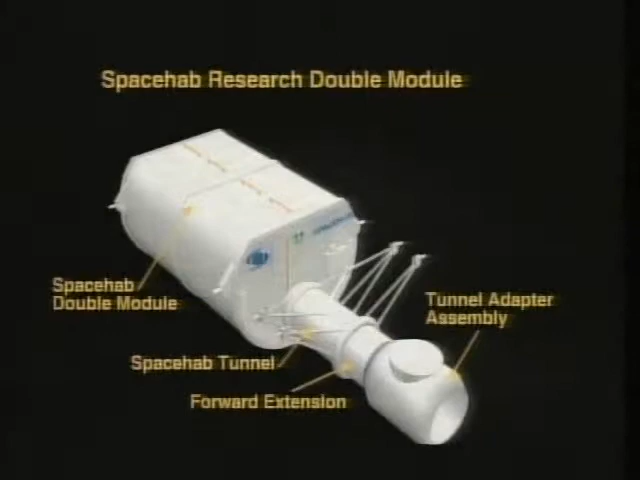 Spacehab Research Double Module
Spacehab
Double Module
Tunnel Adapter
Assembly
Spacehab Tunnel
Forward Extension